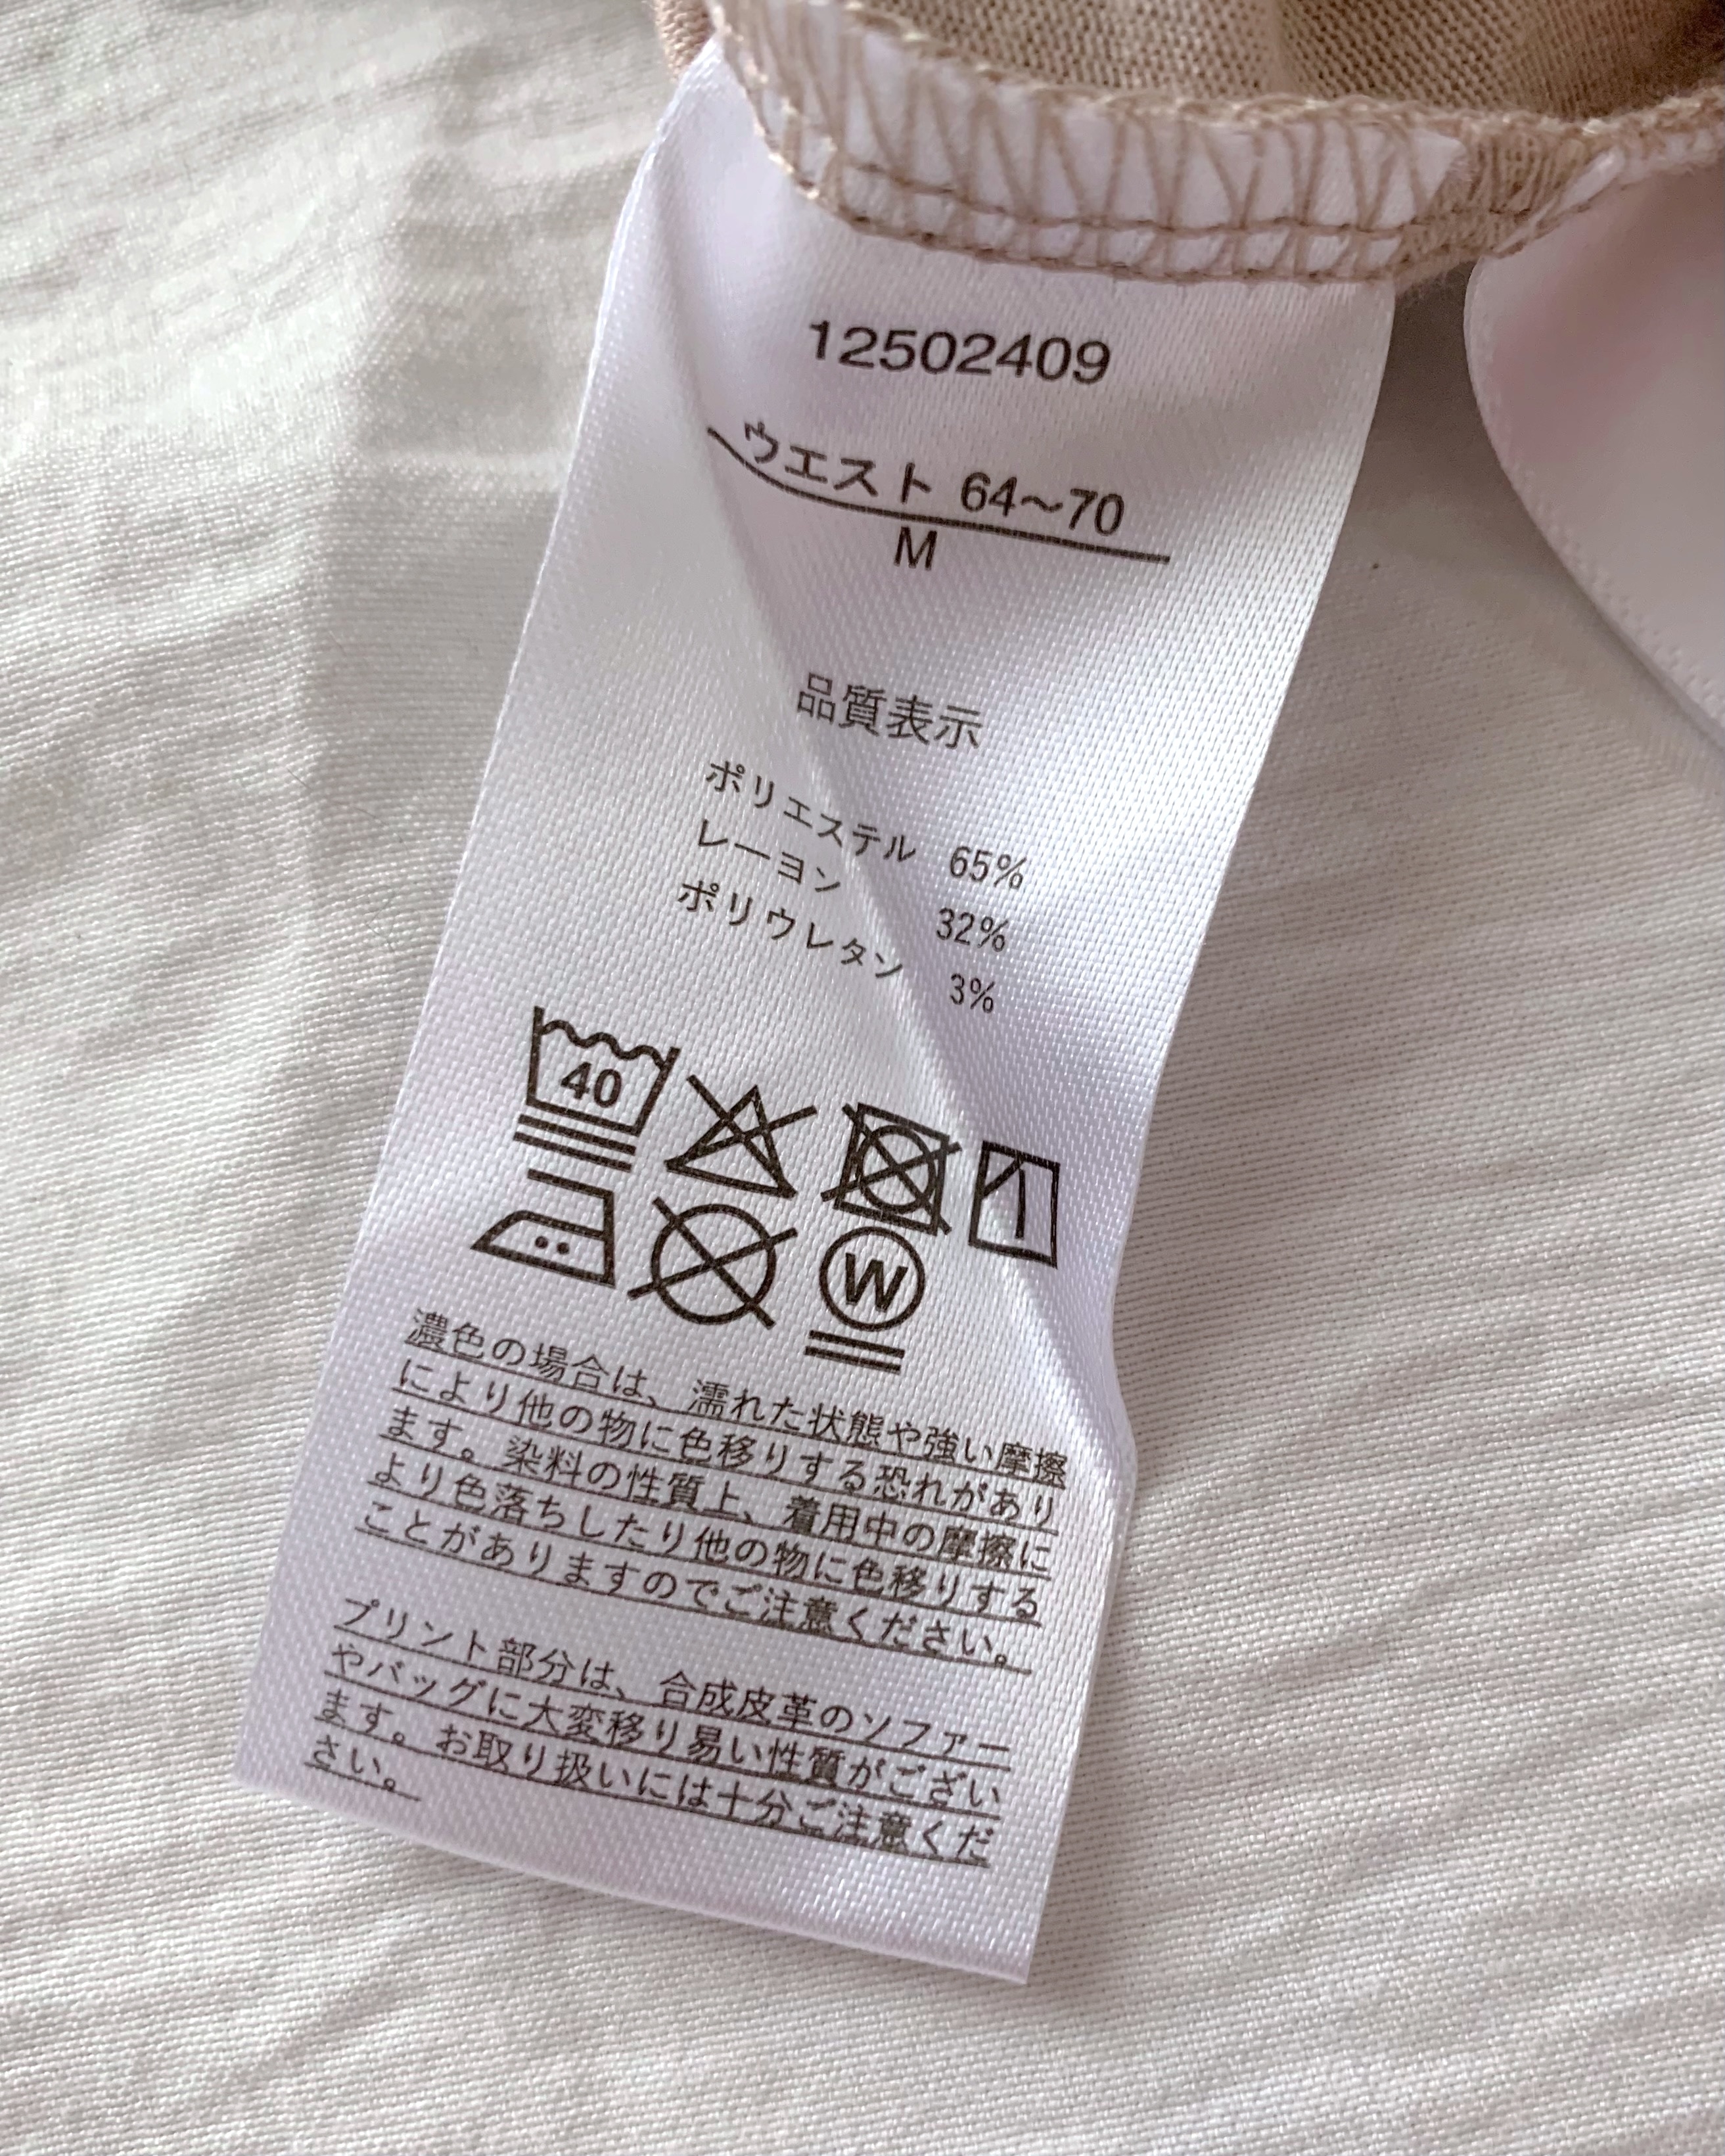 12502409
ウエスト 64～70
M
品質表示
ポリエステル 65%
レーヨン 32%
ポリウレタン 3%
40
W
濃色の場合は、濡れた状態や強い摩擦
により他の物に色移りする恐れがあり
ます。染料の性質上、着用中の摩擦に
より色落ちしたり他の物に色移りする
ことがありますのでご注意ください。
プリント部分は、合成皮革のソファー
やバッグに大変移り易い性質がござい
ます。お取り扱いには十分ご注意くだ
さい。